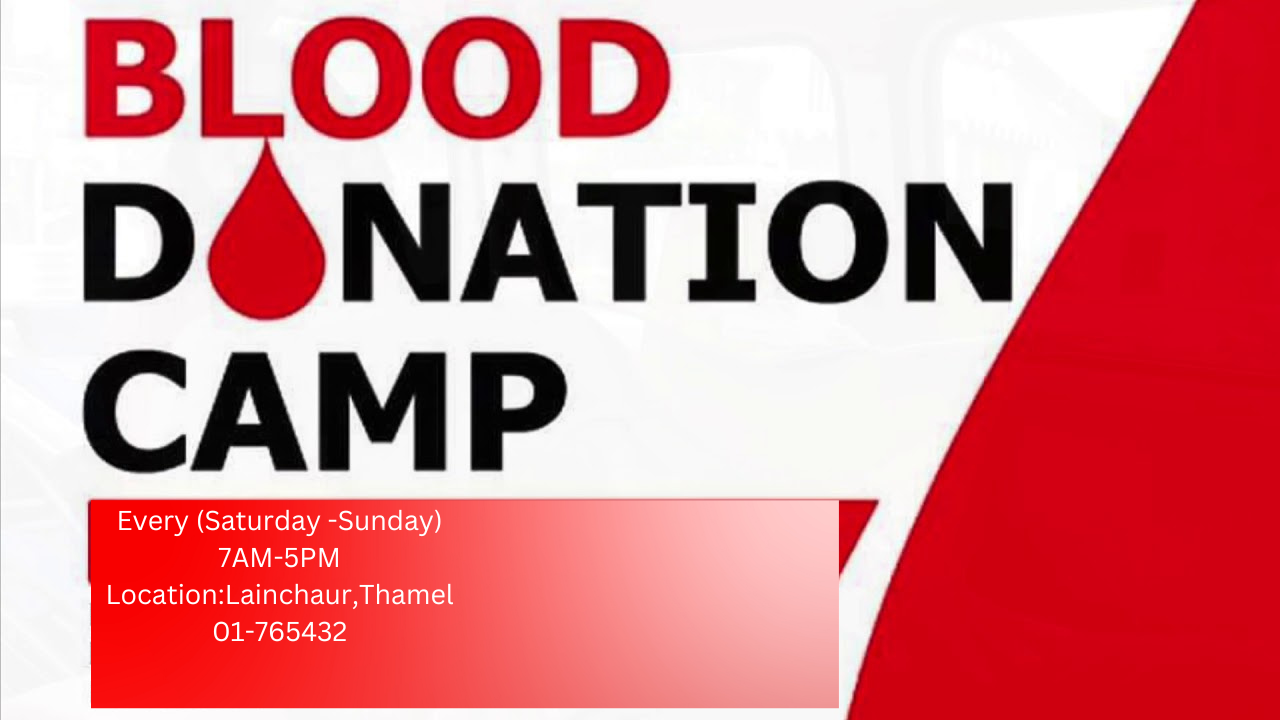 BLOOD
DONATION
CAMP
Every (Saturday -Sunday)
7AM-5PM
Location:Lainchaur,Thamel
01-765432